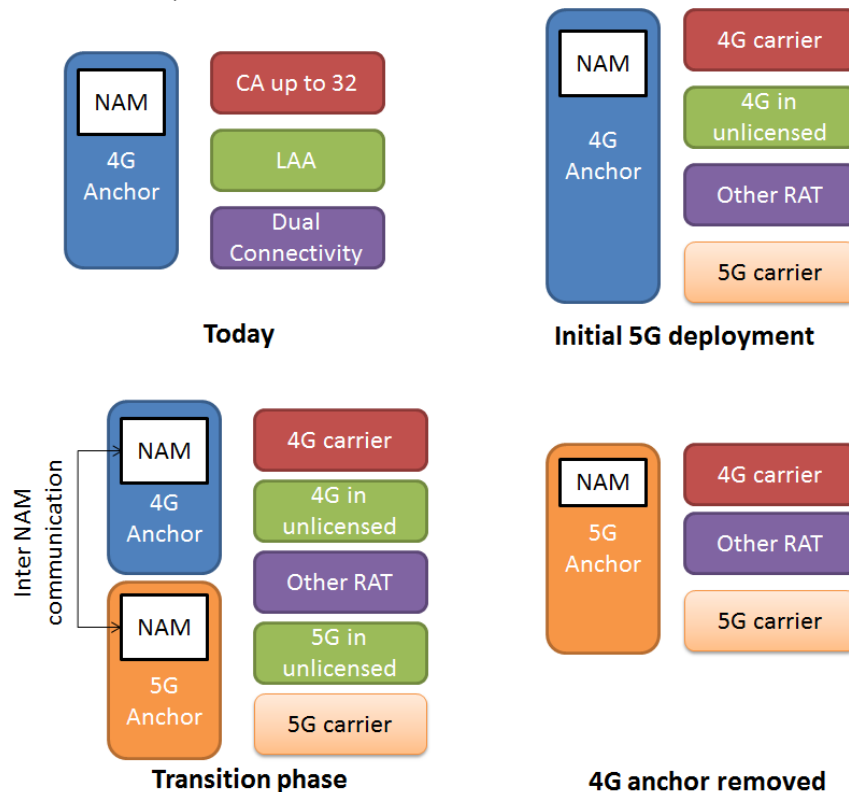 NAM
4G
Anchor
CA up to 32
LAA
Dual
Connectivity
Today
NAM
4G
Anchor
4G carrier
4G in
unlicensed
Other RAT
5G carrier
Initial 5G deployment
Inter NAM
communication
NAM
4G
Anchor
NAM
5G
Anchor
4G carrier
4G in
unlicensed
Other RAT
5G in
unlicensed
5G carrier
Transition phase
NAM
5G
Anchor
4G carrier
Other RAT
5G carrier
4G anchor removed